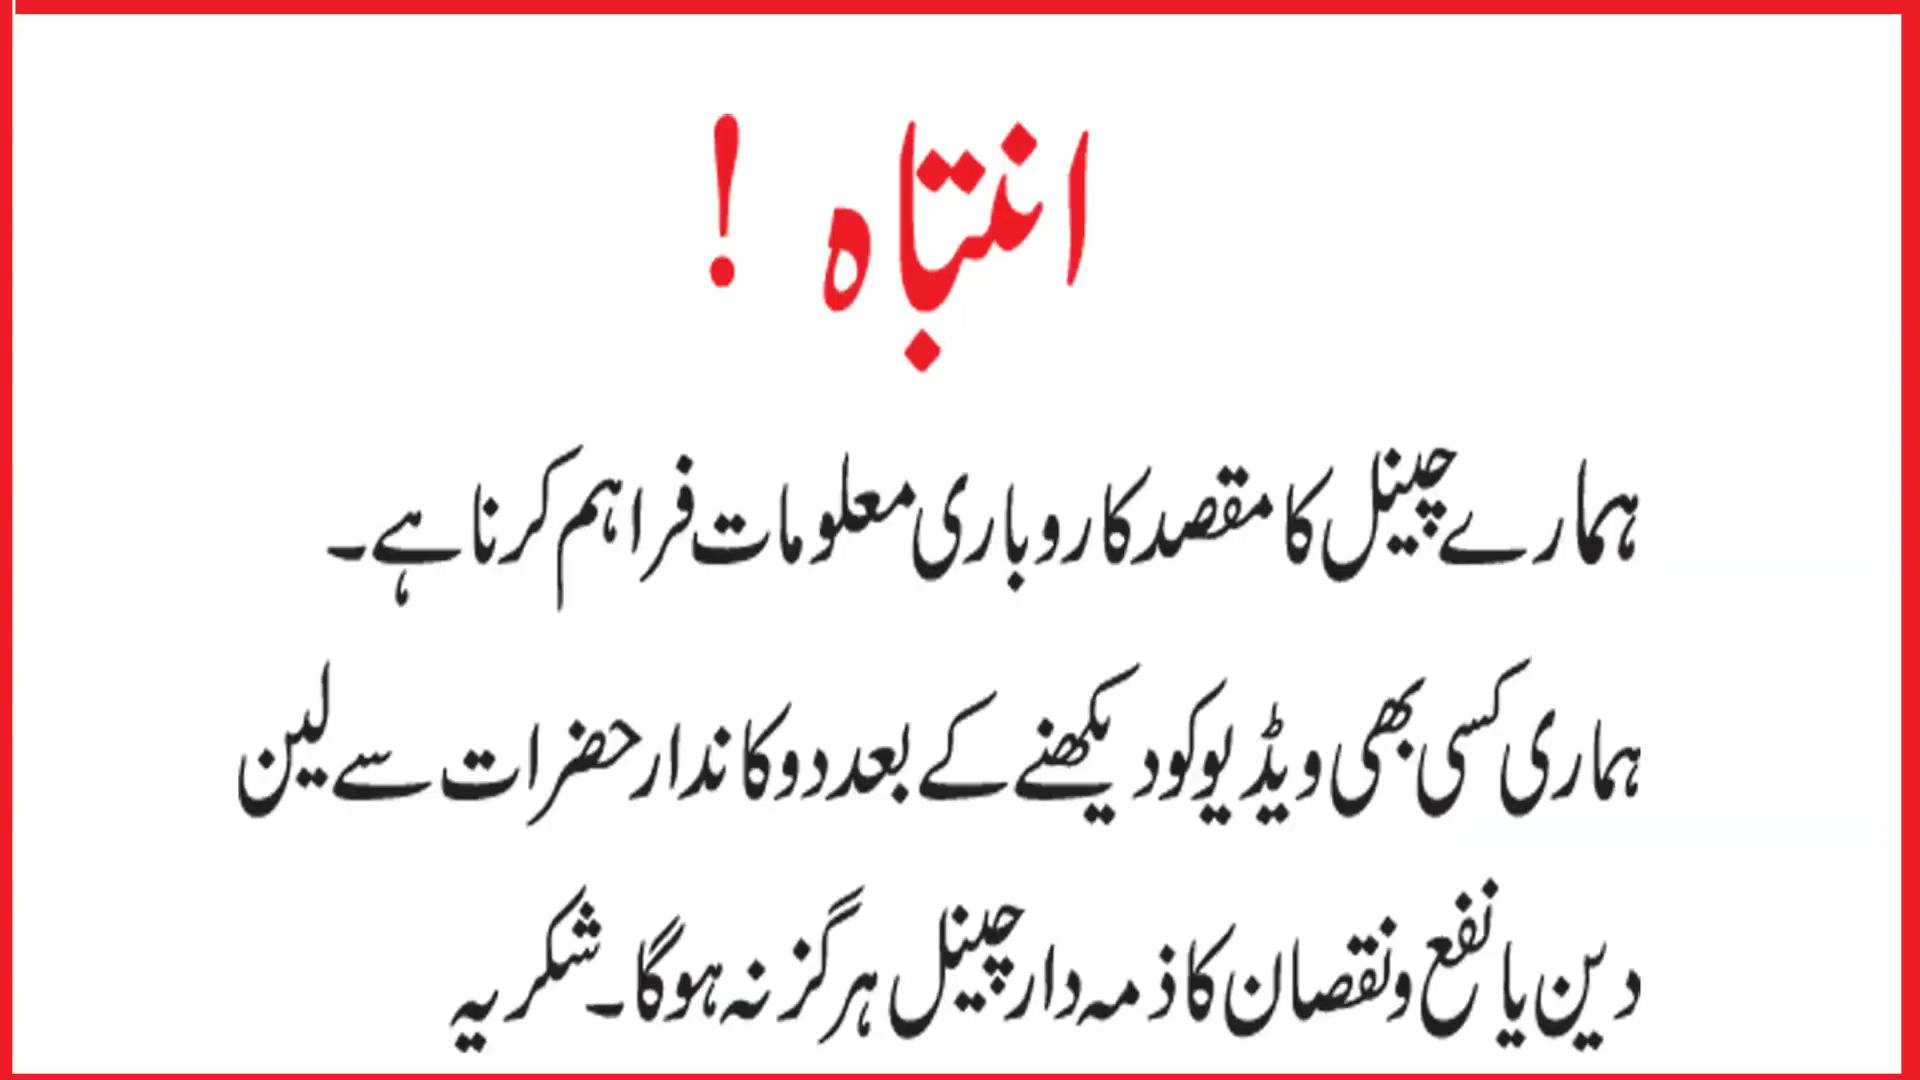 انتباہ !
ہمارے چینل کا مقصد کاروباری معلومات فراہم کرنا ہے۔
ہماری کسی بھی ویڈیو کو دیکھنے کے بعد دوکاندار حضرات سے لین
دین یا نفع و نقصان کا ذمہ دار چینل ہرگز نہ ہوگا۔ شکریہ